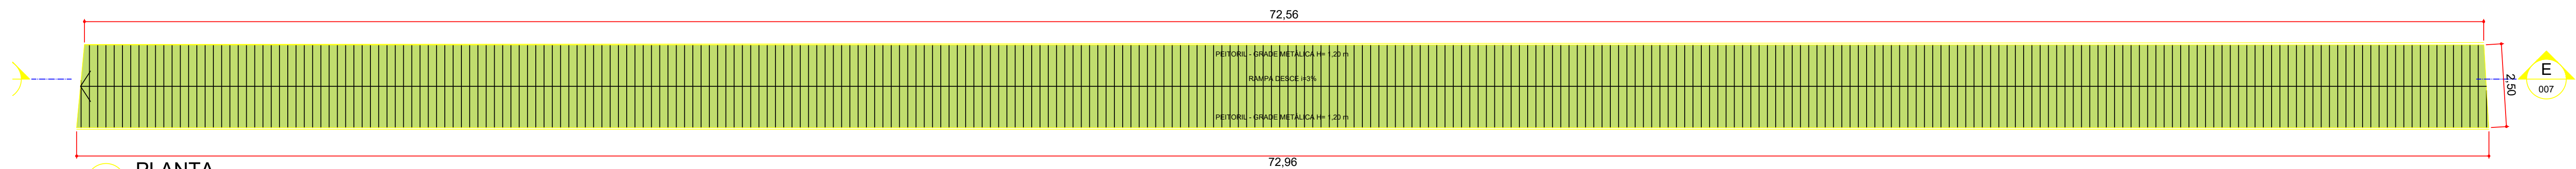 72,56
PEITORIL - GRADE METÁLICA H= 1,20 m
RAMPA DESCE i=3%
E
007
2,50
PEITORIL - GRADE METÁLICA H= 1,20 m
72,96
PLANTA